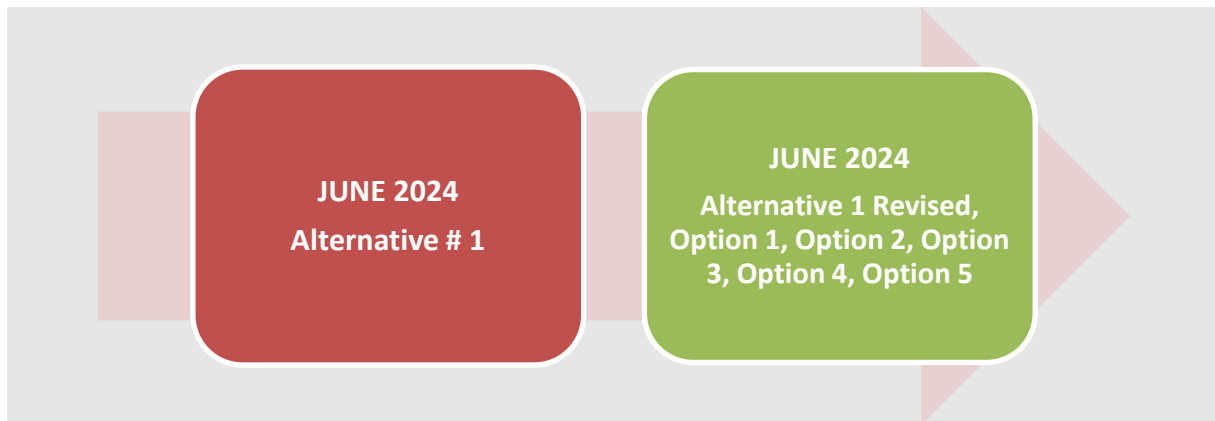 JUNE 2024
Alternative # 1
JUNE 2024
Alternative 1 Revised,
Option 1, Option 2, Option
3, Option 4, Option 5